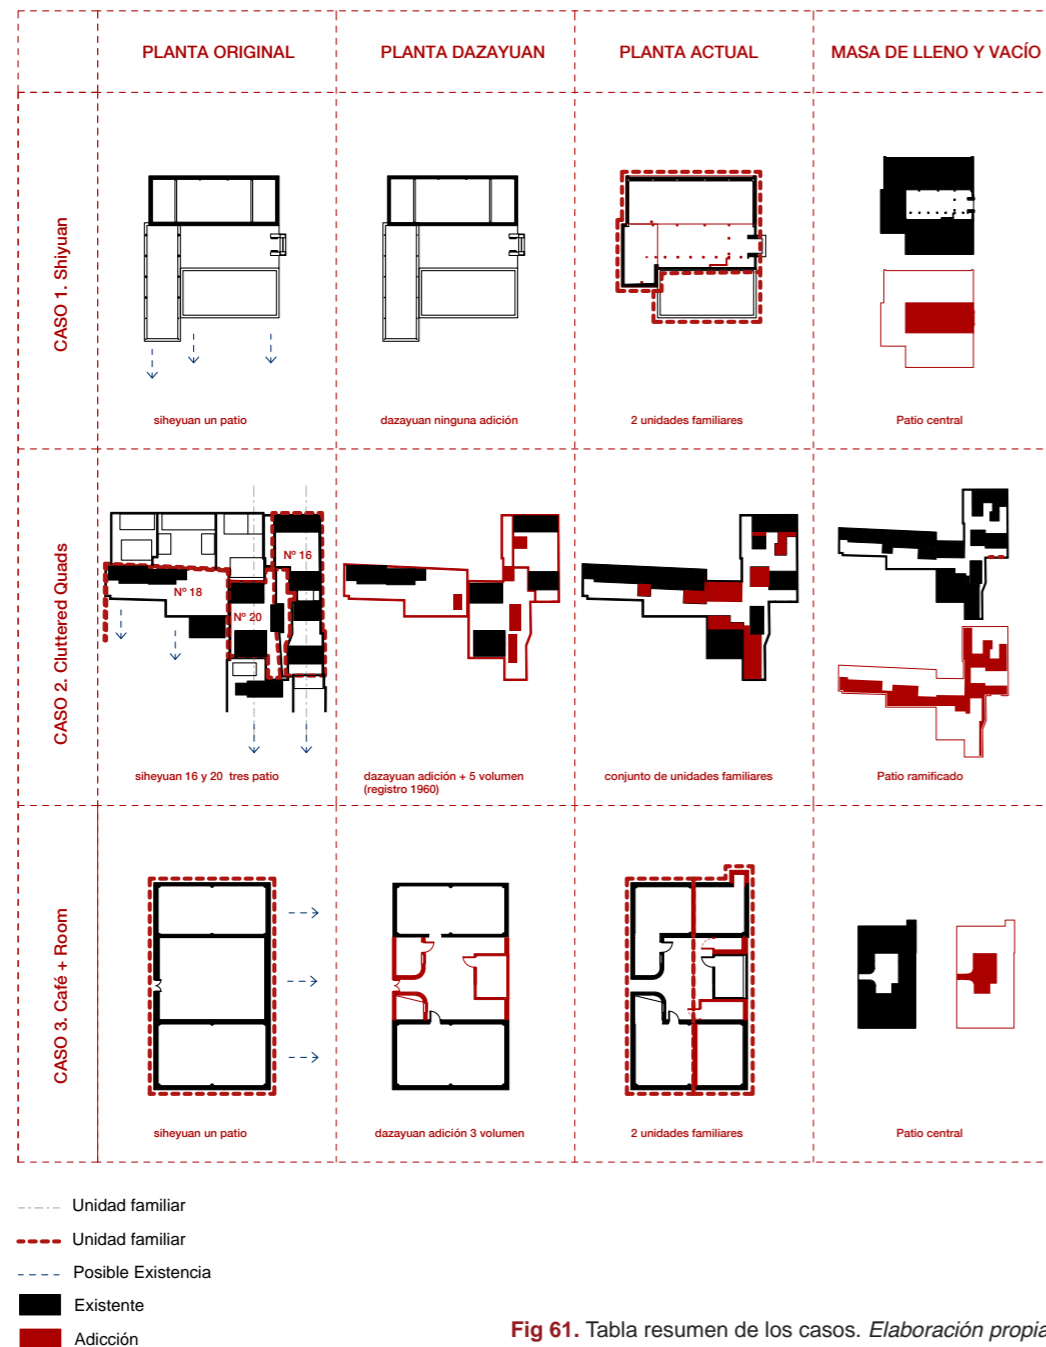 PLANTA ORIGINAL
PLANTA DAZAYUAN
PLANTA ACTUAL
MASA DE LLENO Y VACÍO
CASO 1. Shiyuan
siheyuan un patio
dazayuan ninguna adición
2 unidades familiares
Patio central
CASO 2. Cluttered Quads
Nº 16
Nº 18
Nº 20
siheyuan 16 y 20 tres patio
dazayuan adición + 5 volumen
(registro 1960)
conjunto de unidades familiares
Patio ramificado
CASO 3. Café + Room
siheyuan un patio
dazayuan adición 3 volumen
2 unidades familiares
Patio central
Unidad familiar
Unidad familiar
Posible Existencia
Existente
Adicción
Fig 61. Tabla resumen de los casos. Elaboración propia